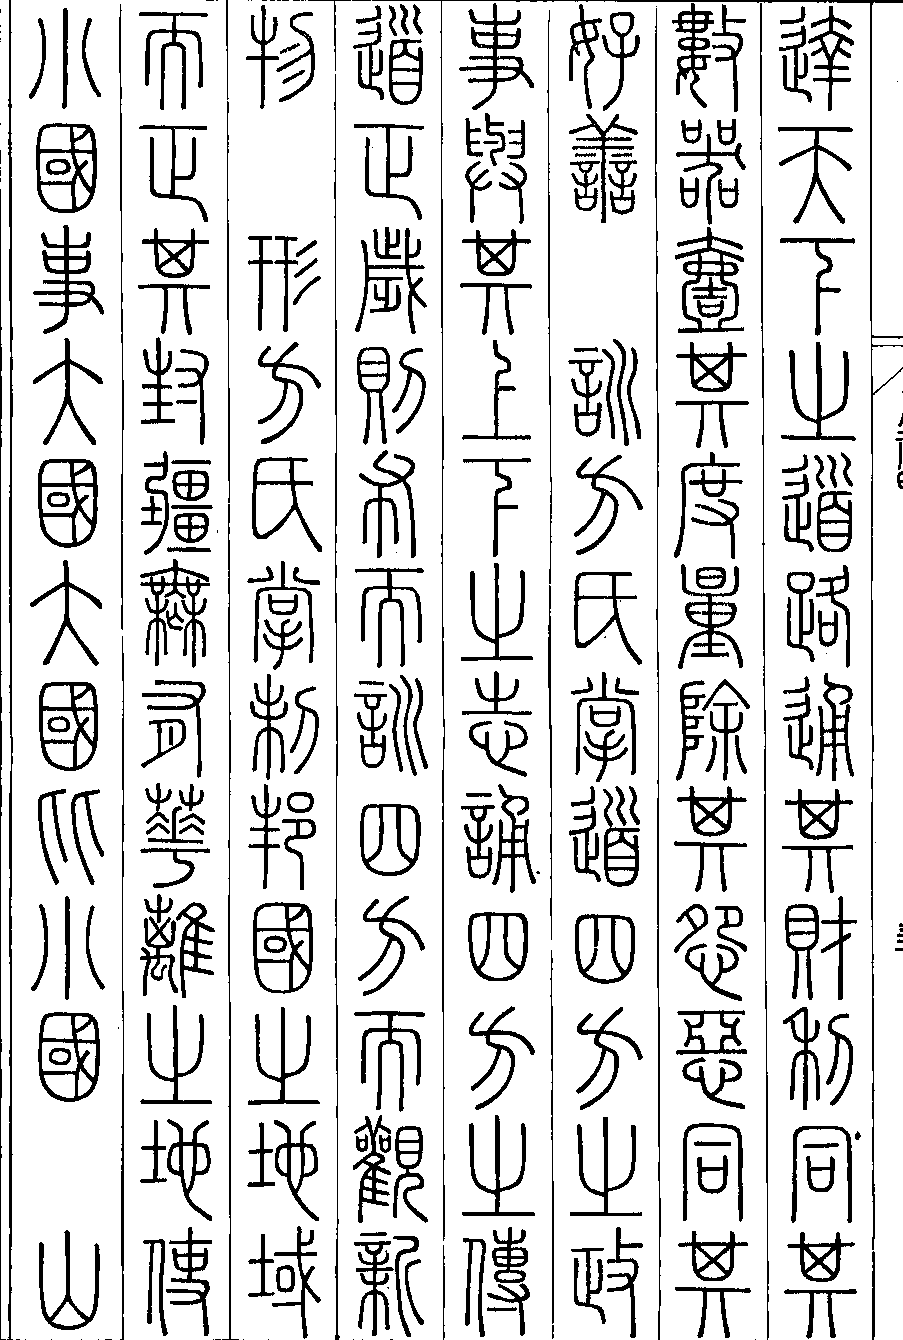 達天下之道路通其財利同其
數器壹其度量除其怨惡同其
好善　訓方氏掌道四方之政
事與其上下之志誦四方之傳
道正歲則布而訓四方而觀新
物　形方氏掌制邦國之地域
而正其封疆無有華離之地使
小國事大國大國比小國　山